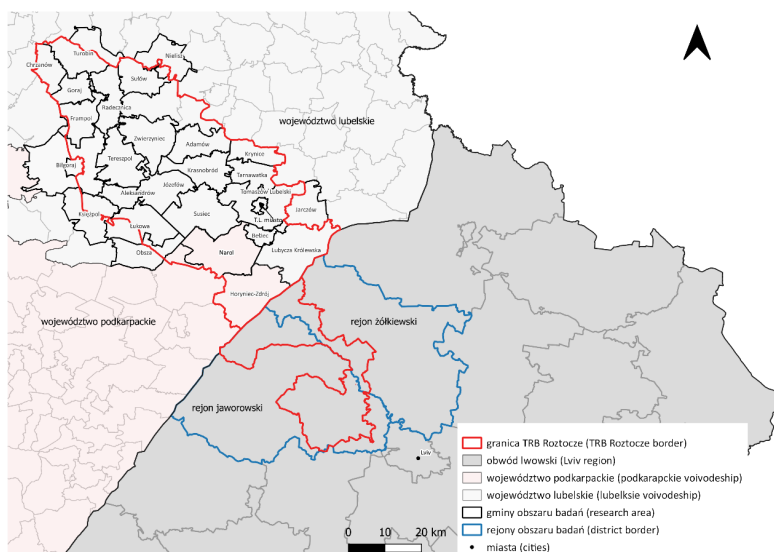 Turobin
Chrzanów
Nielisz
Sułów
Goraj
Radecznica
Frampol
województwo lubelskie
Zwierzyniec
Adamów
Krynice
Biłgoraj
Tereszpol
Krasnobród
Tarnawatka
Józefów
Tomaszów Lubelski
Aleksandrów
Księżpol
Susiec
Jarczów
T.L. miasto
Łukowa
Bełżec
Obsza
Narol
Lubycza Królewska
Horyniec-Zdrój
województwo podkarpackie
rejon żółkiewski
rejon jaworowski
Lviv
granica TRB Roztocze (TRB Roztocze border)
obwód lwowski (Lviv region)
województwo podkarpackie (podkarapckie voivodeship)
województwo lubelskie (lubelksie voivodeship)
gminy obszaru badań (research area)
rejony obszaru badań (district border)
miasta (cities)
0 10 20 km